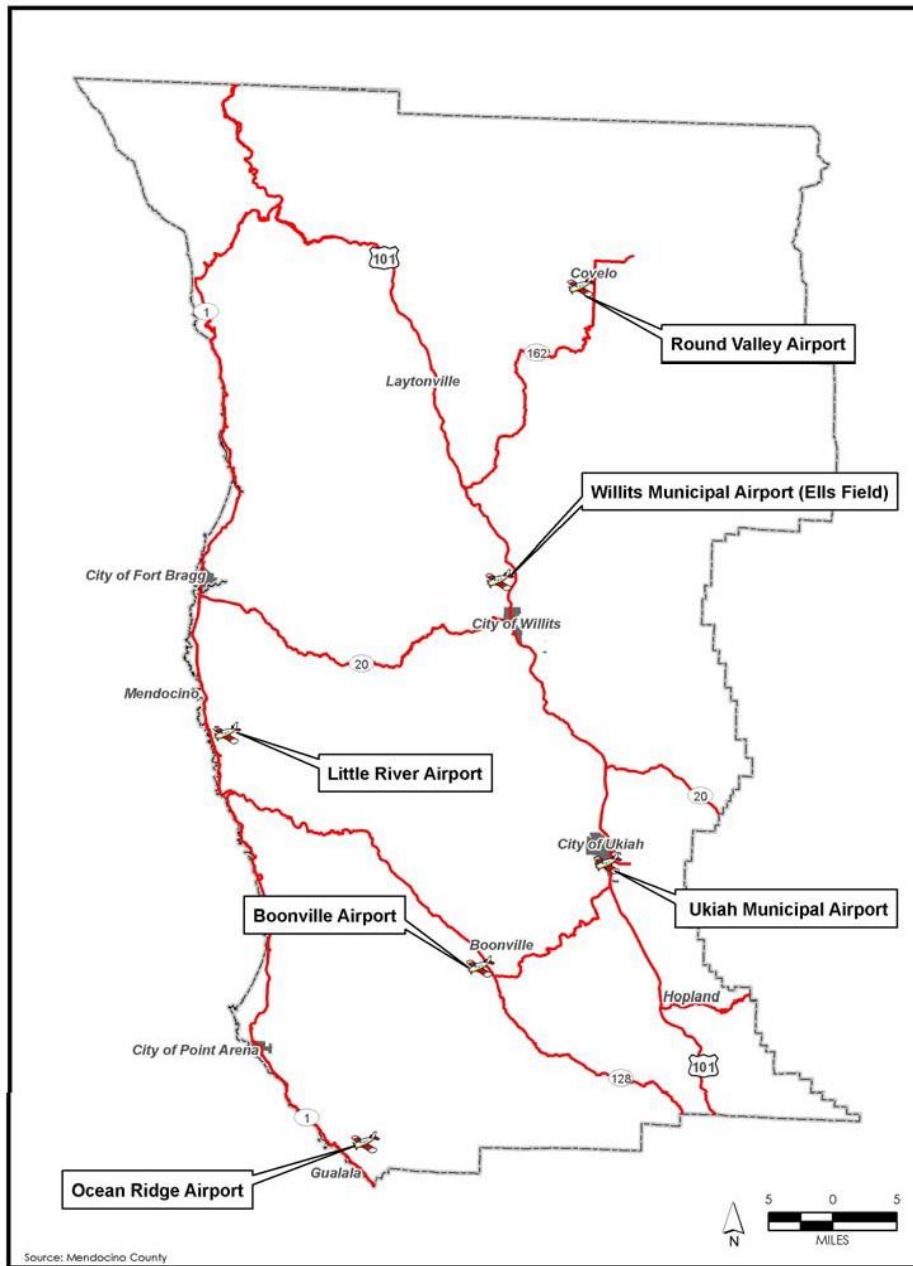 101
Covelo
1
Round Valley Airport
162
Laytonville
Willits Municipal Airport (Ells Field)
City of Fort Bragg
City of Willits
20
Mendocino
Little River Airport
20
City of Ukiah
Ukiah Municipal Airport
Boonville Airport
Boonville
Hopland
City of Point Arena
101
128
1
Gualala
Ocean Ridge Airport
5 0 5
MILES
N
Source: Mendocino County